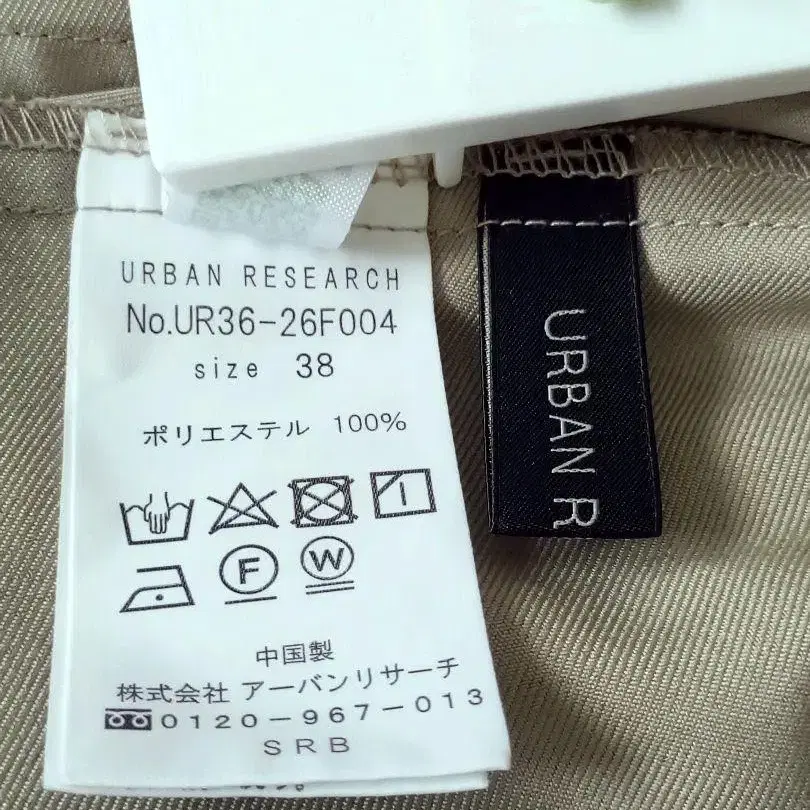 URBAN RESEARCH
No.UR36-26F004
size 38
ポリエステル 100%
F
W
中国製
株式会社 アーバンリサーチ
0120-967-013
SRB
URBAN R